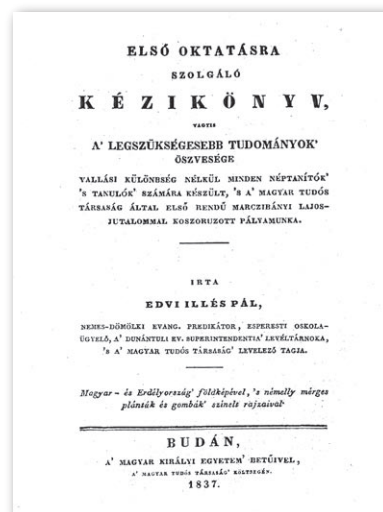 ELSŐ OKTATÁSRA
SZOLGÁLÓ
KÉZIKÖNYV,
VAGYIS
A' LEGSZÜKSÉGESEBB TUDOMÁNYOK'
ÖSZVESÉGE
VALLÁSI KÜLÖNBSÉG NÉLKÜL MINDEN NÉPTANÍTÓK'
'S TANULÓK' SZÁMÁRA KÉSZÜLT, 'S A' MAGYAR TUDÓS
TÁRSASÁG ÁLTAL ELSŐ RENDŰ MARCZIBÁNYI LAJOS-
JUTALOMMAL KOSZORUZOTT PÁLYAMUNKA.
IRTA
EDVI ILLÉS PÁL,
NEMES-DÖMÖLKI EVANG. PREDIKÁTOR, ESPERESTI OSKOLA-
ÜGYELŐ, A' DUNÁNTULI EV. SUPERINTENDENTIA' LEVÉLTÁRNOKA,
'S A' MAGYAR TUDÓS TÁRSASÁG' LEVELEZŐ TAGJA.
Magyar- és Erdélyország' földképével, 's némelly mérges
plánták és gombák' színes rajzaival
BUDÁN,
A' MAGYAR KIRÁLYI EGYETEM' BETŰIVEL,
A' MAGYAR TUDÓS TÁRSASÁG' KÖLTSÉGÉN.
1837.